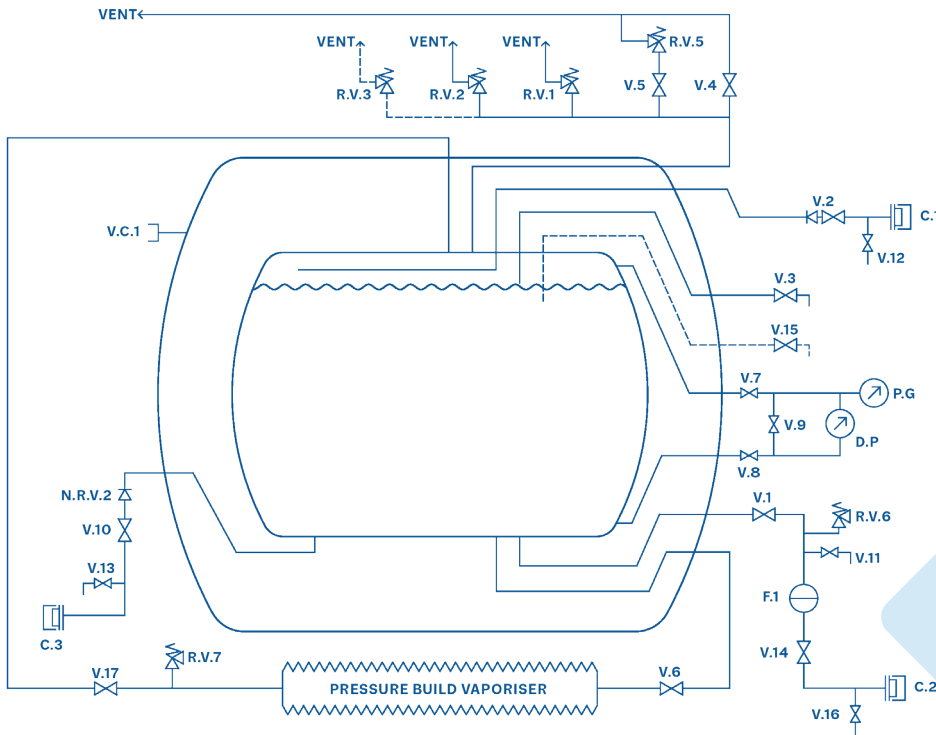 VENT
VENT
VENT
VENT
R.V.5
R.V.3
R.V.2
R.V.1
V.5
V.4
V.C.1
V.2
C.1
V.12
V.3
V.15
V.7
P.G
V.9
D.P
V.8
N.R.V.2
V.10
V.1
R.V.6
V.11
V.13
F.1
C.3
V.14
R.V.7
V.17
PRESSURE BUILD VAPORISER
V.6
C.2
V.16